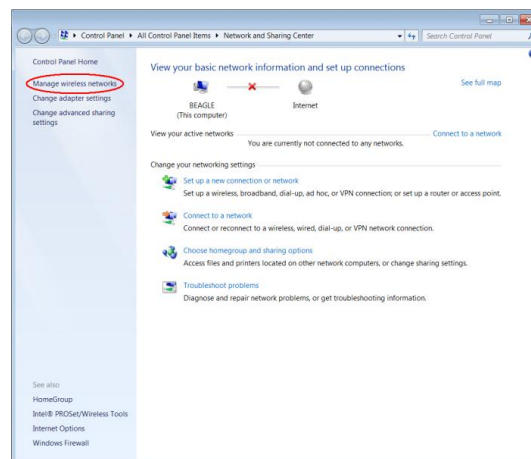 Control Panel ▸ All Control Panel Items ▸ Network and Sharing Center
Search Control Panel
Control Panel Home
Manage wireless networks
Change adapter settings
Change advanced sharing
settings
View your basic network information and set up connections
See full map
BEAGLE
(This computer)
Internet
View your active networks
Connect to a network
You are currently not connected to any networks.
Change your networking settings
Set up a new connection or network
Set up a wireless, broadband, dial-up, ad hoc, or VPN connection; or set up a router or access point.
Connect to a network
Connect or reconnect to a wireless, wired, dial-up, or VPN network connection.
Choose homegroup and sharing options
Access files and printers located on other network computers, or change sharing settings.
Troubleshoot problems
Diagnose and repair network problems, or get troubleshooting information.
See also
HomeGroup
Intel® PROSet/Wireless Tools
Internet Options
Windows Firewall